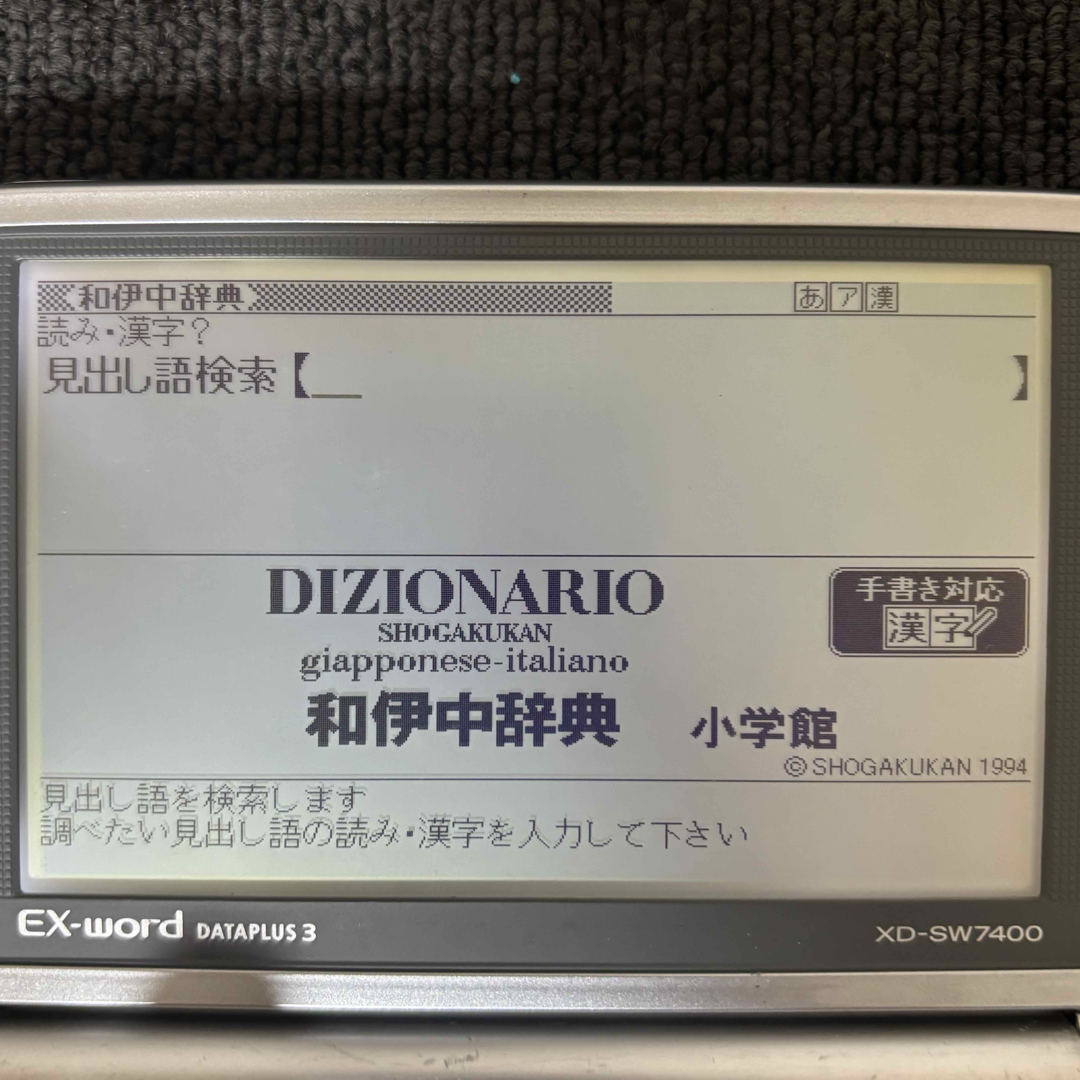 和伊中辞典 あ ア 漢
読み・漢字？
見出し語検索【__】
DIZIONARIO
SHOGAKUKAN
giapponese-italiano
手書き対応
漢字
和伊中辞典 小学館
©SHOGAKUKAN 1994
見出し語を検索します
調べたい見出し語の読み・漢字を入力して下さい
EX-word DATAPLUS 3 XD-SW7400